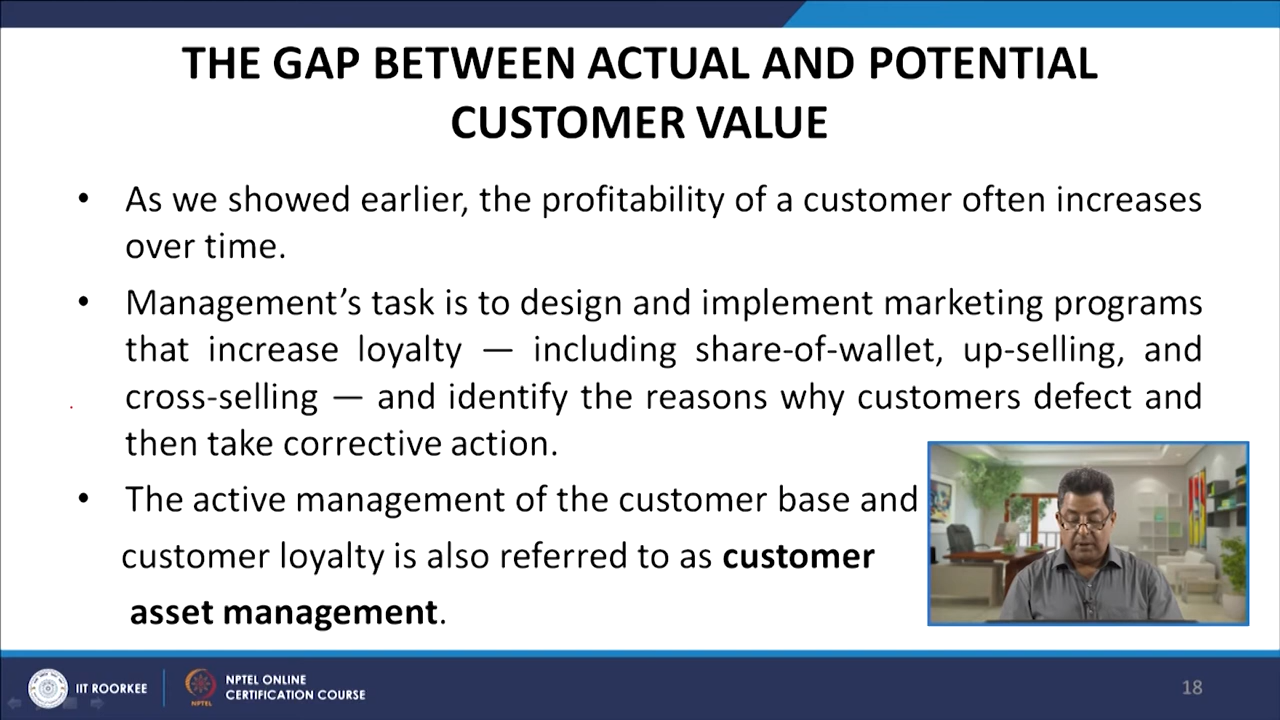 THE GAP BETWEEN ACTUAL AND POTENTIAL
CUSTOMER VALUE
• As we showed earlier, the profitability of a customer often increases
over time.
• Management’s task is to design and implement marketing programs
that increase loyalty — including share-of-wallet, up-selling, and
cross-selling — and identify the reasons why customers defect and
then take corrective action.
• The active management of the customer base and
customer loyalty is also referred to as customer
asset management.
IIT ROORKEE
NPTEL
NPTEL ONLINE
CERTIFICATION COURSE
18